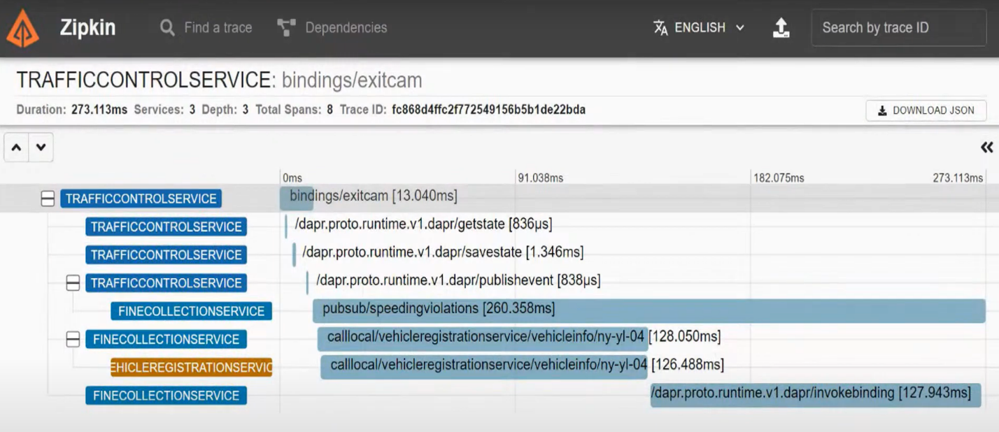 Zipkin Find a trace Dependencies ENGLISH Search by trace ID
TRAFFICCONTROLSERVICE: bindings/exitcam
Duration: 273.113ms Services: 3 Depth: 3 Total Spans: 8 Trace ID: fc868d4ffc2f772549156b5b1de22bda DOWNLOAD JSON
0ms 91.038ms 182.075ms 273.113ms
TRAFFICCONTROLSERVICE bindings/exitcam [13.040ms]
TRAFFICCONTROLSERVICE /dapr.proto.runtime.v1.dapr/getstate [836µs]
TRAFFICCONTROLSERVICE /dapr.proto.runtime.v1.dapr/savestate [1.346ms]
TRAFFICCONTROLSERVICE /dapr.proto.runtime.v1.dapr/publishevent [838µs]
FINECOLLECTIONSERVICE pubsub/speedingviolations [260.358ms]
FINECOLLECTIONSERVICE calllocal/vehicleregistrationservice/vehicleinfo/ny-yl-04 [128.050ms]
EHICLEREGISTRATIONSERVIC calllocal/vehicleregistrationservice/vehicleinfo/ny-yl-04 [126.488ms]
FINECOLLECTIONSERVICE /dapr.proto.runtime.v1.dapr/invokebinding [127.943ms]